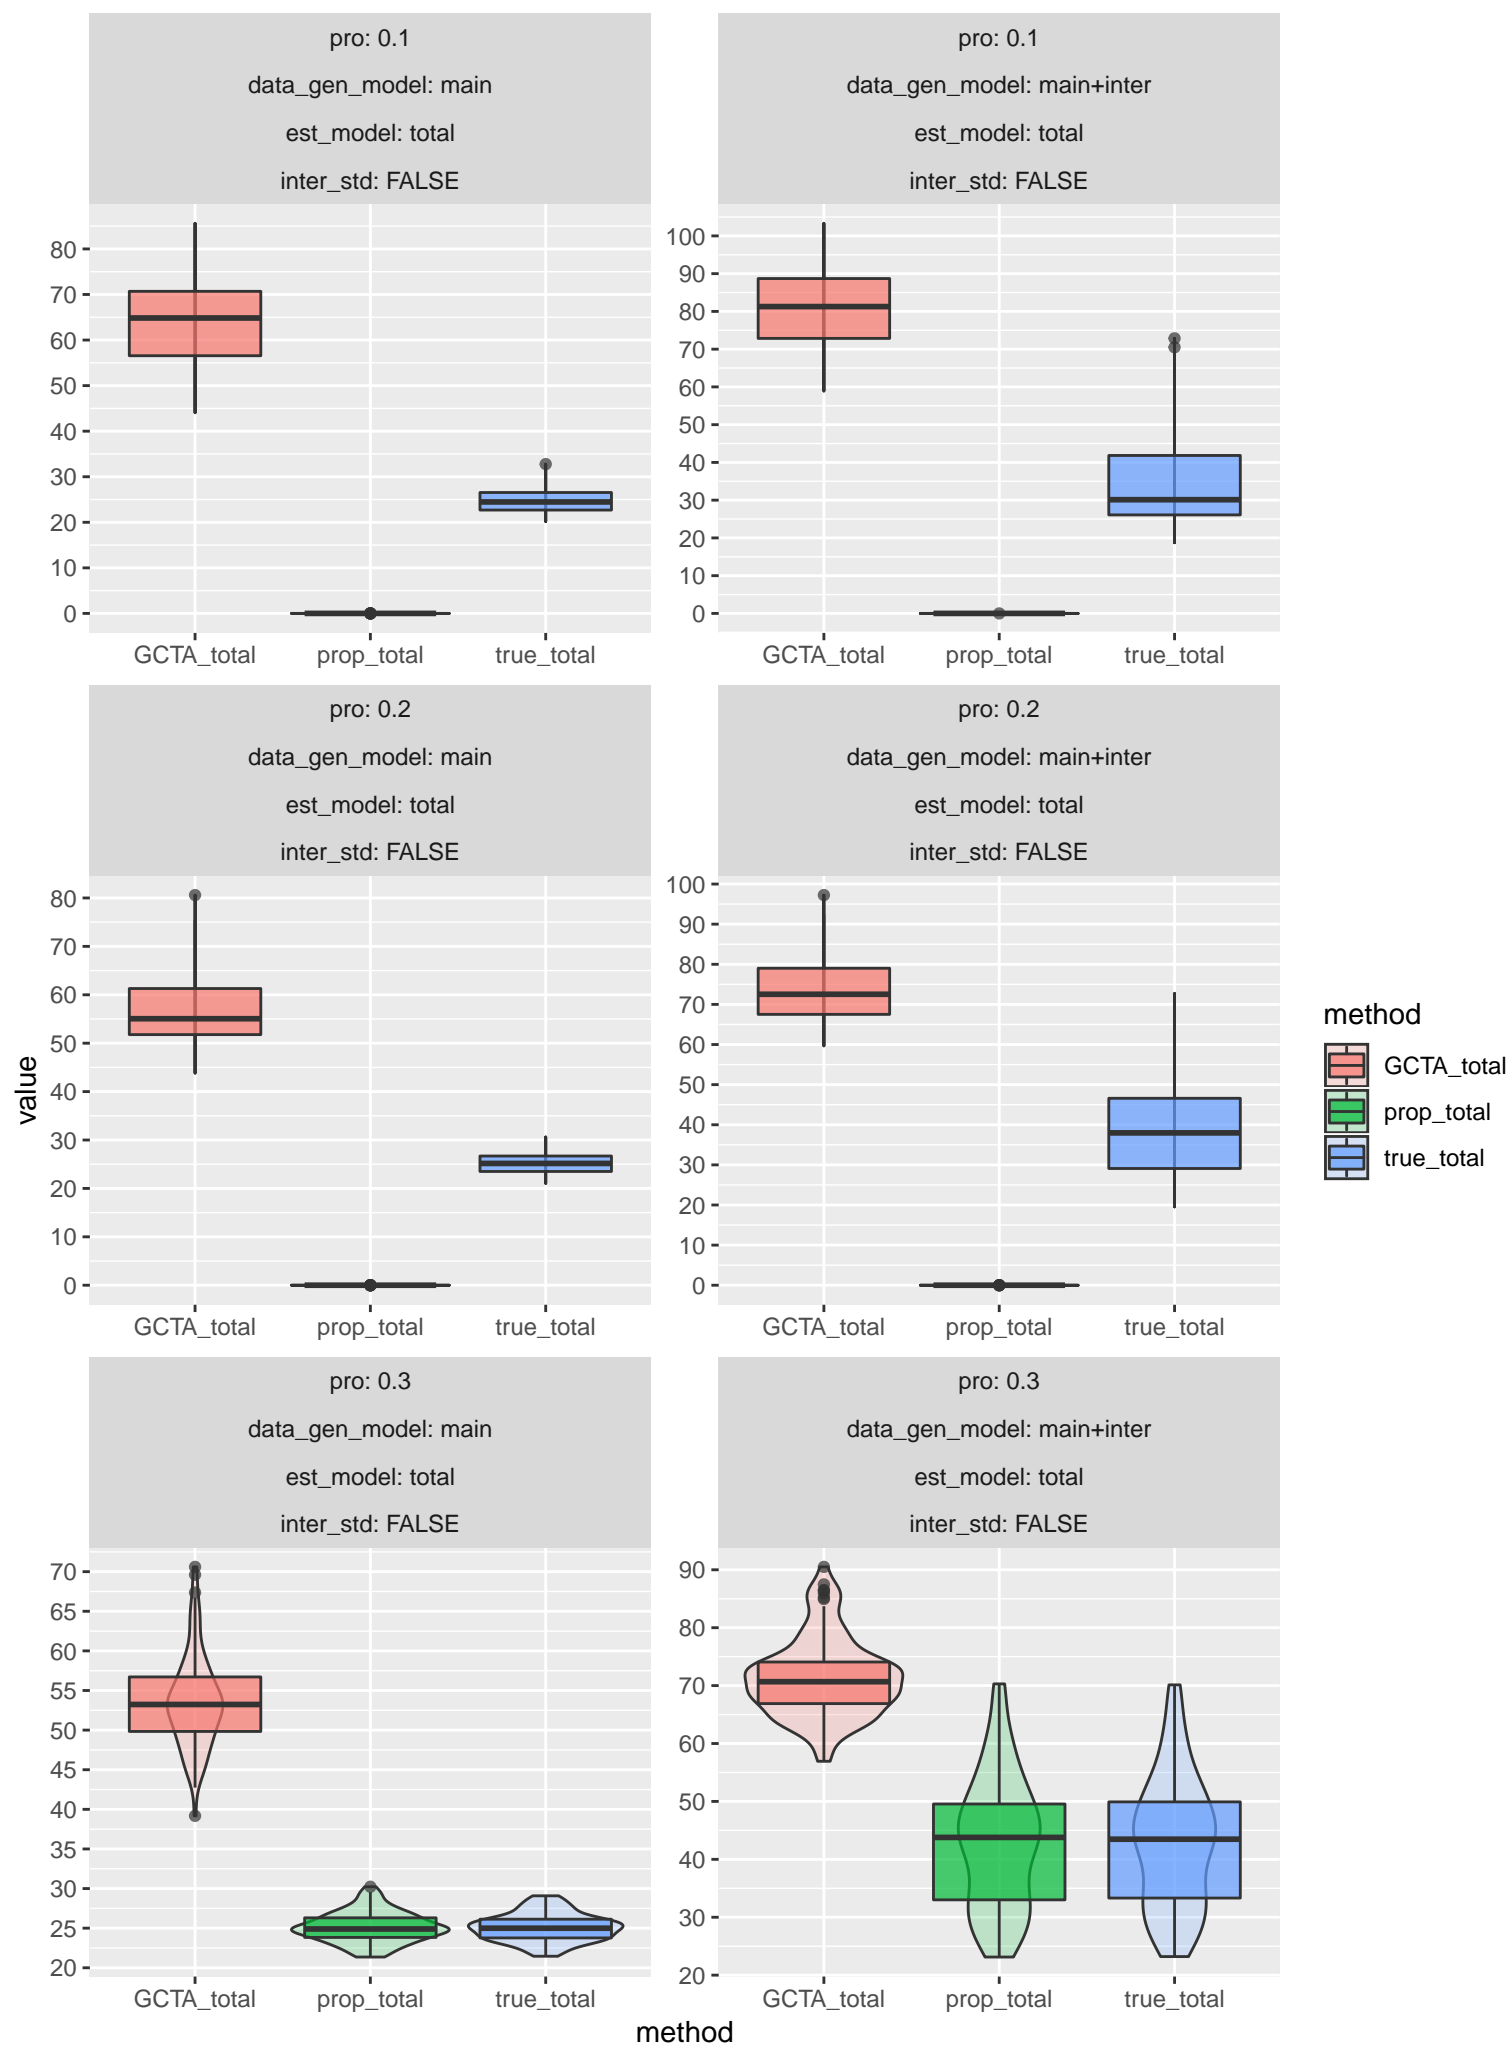 pro: 0.1
data_gen_model: main
est_model: total
inter_std: FALSE
80
70
60
50
40
30
20
10
0
GCTA_total prop_total true_total
pro: 0.1
data_gen_model: main+inter
est_model: total
inter_std: FALSE
100
90
80
70
60
50
40
30
20
10
0
GCTA_total prop_total true_total
pro: 0.2
data_gen_model: main
est_model: total
inter_std: FALSE
80
70
60
50
40
30
20
10
0
GCTA_total prop_total true_total
pro: 0.2
data_gen_model: main+inter
est_model: total
inter_std: FALSE
100
90
80
70
60
50
40
30
20
10
0
GCTA_total prop_total true_total
pro: 0.3
data_gen_model: main
est_model: total
inter_std: FALSE
70
65
60
55
50
45
40
35
30
25
20
GCTA_total prop_total true_total
pro: 0.3
data_gen_model: main+inter
est_model: total
inter_std: FALSE
90
80
70
60
50
40
30
20
GCTA_total prop_total true_total
value
method
method
GCTA_total
prop_total
true_total